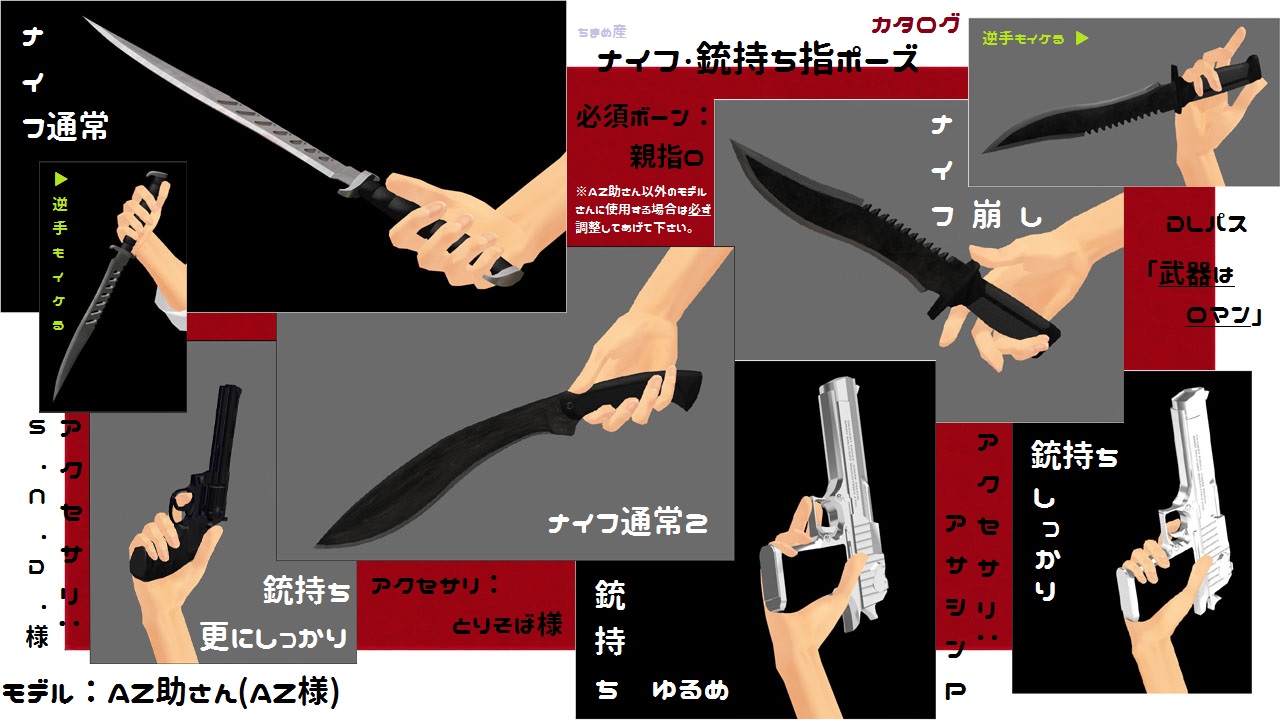 カタログ
ちまめ産
ナイフ・銃持ち指ポーズ
必須ボーン：
親指0
※AZ助さん以外のモデル
さんに使用する場合は必ず
調整してあげて下さい。
ナイフ通常
▶逆手モイケる
逆手モイケる ▶
ナイフ崩し
DLパス
「武器は
ロマン」
ナイフ通常2
銃持ち
更にしっかり
アクセサリ：
S.n.D.様
アクセサリ：
とりそば様
銃持ち ゆるめ
アクセサリ：
アサシンP
銃持ち
しっかり
モデル：AZ助さん(AZ様)